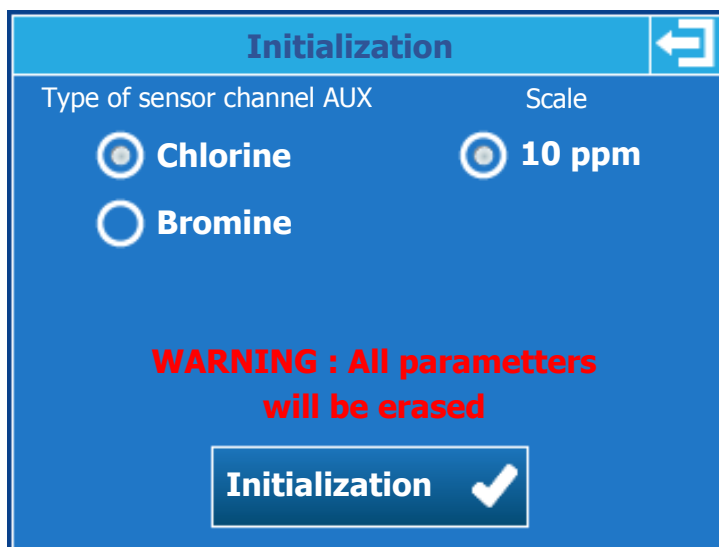 Initialization
Type of sensor channel AUX
Scale
Chlorine
10 ppm
Bromine
WARNING : All parametters
will be erased
Initialization